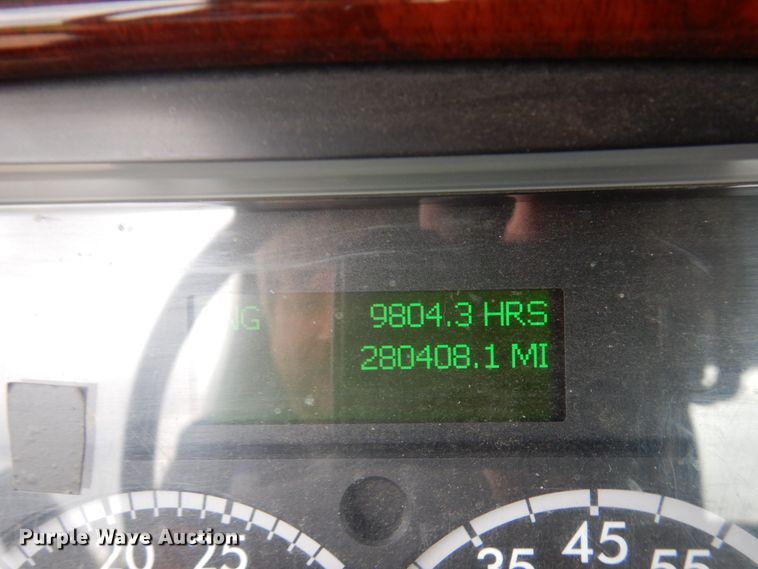 9804.3 HRS
280408.1 MI
20 25
35 45 55
Purple Wave Auction